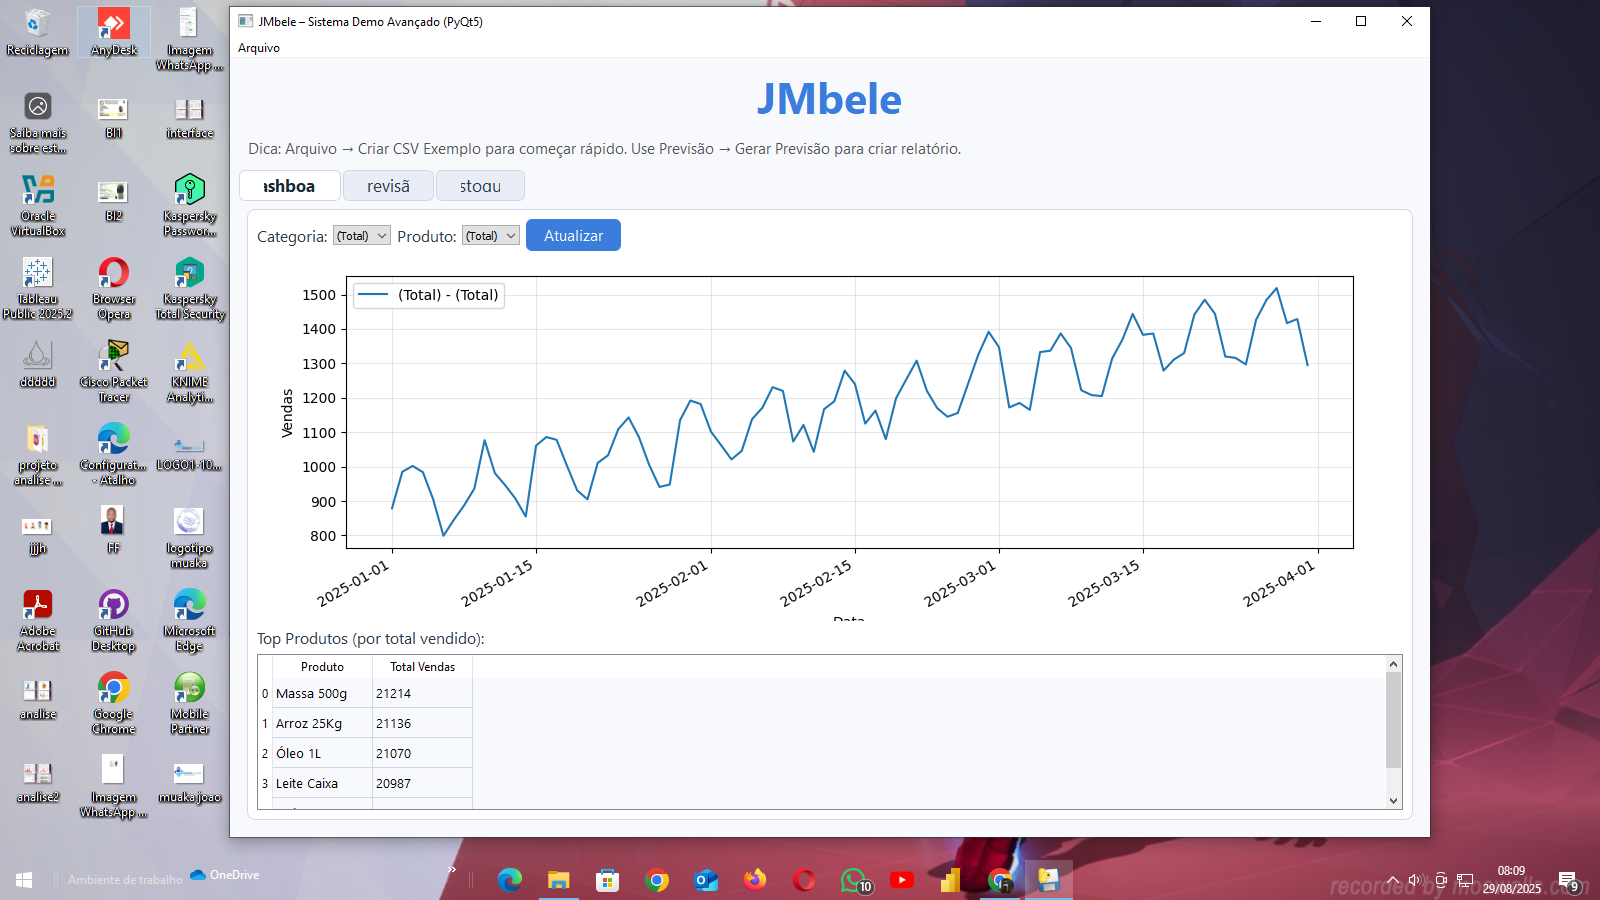 JMbele – Sistema Demo Avançado (PyQt5)
Arquivo
JMbele
Dica: Arquivo → Criar CSV Exemplo para começar rápido. Use Previsão → Gerar Previsão para criar relatório.
ashboa revisã stoqu
Categoria: (Total) Produto: (Total) Atualizar
(Total) - (Total)
1500
1400
1300
1200
1100
1000
900
800
Vendas
2025-01-01 2025-01-15 2025-02-01 2025-02-15 2025-03-01 2025-03-15 2025-04-01
Data
Top Produtos (por total vendido):
Produto Total Vendas
0 Massa 500g 21214
1 Arroz 25Kg 21136
2 Óleo 1L 21070
3 Leite Caixa 20987
Reciclagem
AnyDesk
Imagem
WhatsApp ...
Saiba mais
sobre est...
BI1
interface
Oracle
VirtualBox
BI2
Kaspersky
Passwor...
Tableau
Public 2025.2
Browser
Opera
Kaspersky
Total Security
ddddd
Cisco Packet
Tracer
KNIME
Analyti...
projeto
analise ...
Configurat...
- Atalho
LOGO1-10...
jjjh
FF
logotipo
muaka
Adobe
Acrobat
GitHub
Desktop
Microsoft
Edge
analise
Google
Chrome
Mobile
Partner
analise2
Imagem
WhatsApp ...
muaka joao
Ambiente de trabalho
OneDrive
»
10
08:09
29/08/2025
9